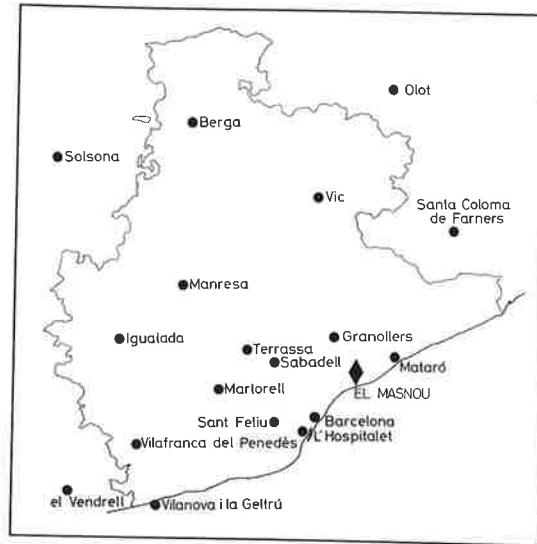 Olot
Berga
Solsona
Vic
Santa Coloma
de Farners
Manresa
Igualada
Granollers
Terrassa
Sabadell
Mataró
Martorell
EL MASNOU
Sant Feliu
Barcelona
L'Hospitalet
Vilafranca del Penedès
el Vendrell
Vilanova i la Geltrú